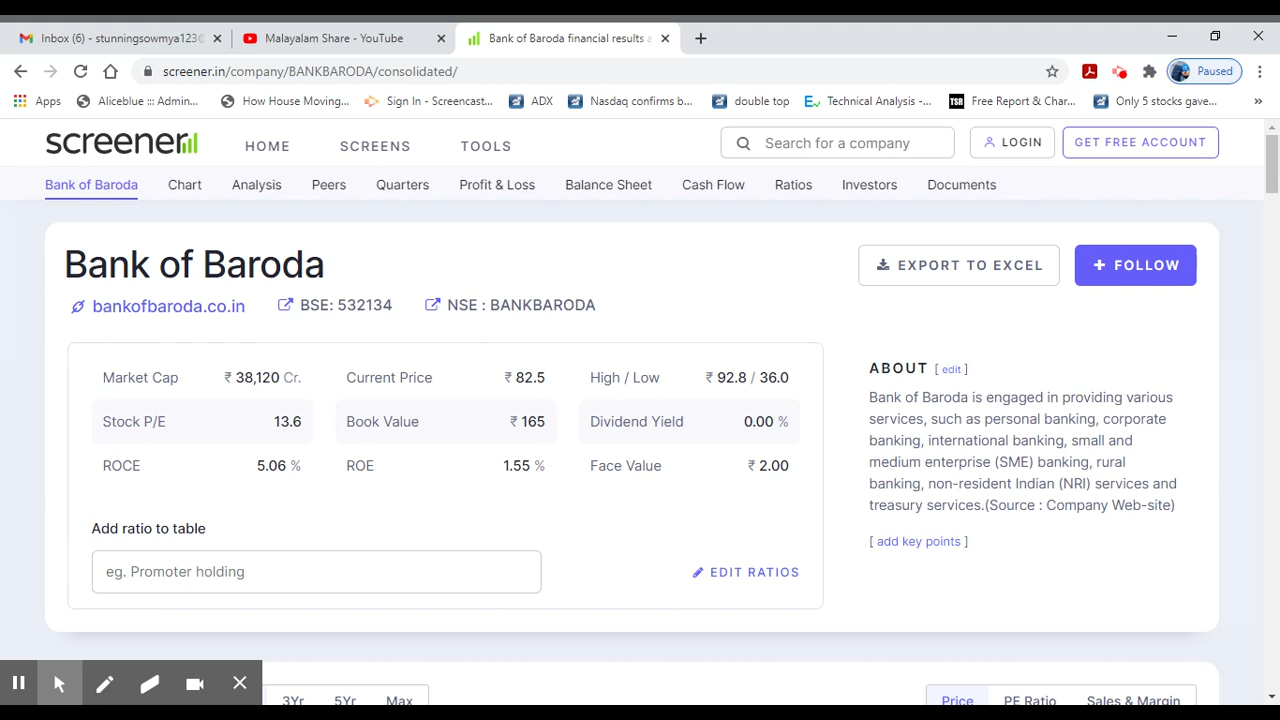 Inbox (6) - stunningsowmya123@
Malayalam Share - YouTube
Bank of Baroda financial results a
screener.in/company/BANKBARODA/consolidated/
Paused
Apps
Aliceblue ::: Admin...
How House Moving...
Sign In - Screencast...
ADX
Nasdaq confirms b...
double top
Technical Analysis -...
TSR
Free Report & Char...
Only 5 stocks gave...
»
screener
HOME
SCREENS
TOOLS
Search for a company
LOGIN
GET FREE ACCOUNT
Bank of Baroda
Chart
Analysis
Peers
Quarters
Profit & Loss
Balance Sheet
Cash Flow
Ratios
Investors
Documents
Bank of Baroda
EXPORT TO EXCEL
+ FOLLOW
bankofbaroda.co.in
BSE: 532134
NSE : BANKBARODA
Market Cap ₹ 38,120 Cr.
Current Price ₹ 82.5
High / Low ₹ 92.8 / 36.0
Stock P/E 13.6
Book Value ₹ 165
Dividend Yield 0.00 %
ROCE 5.06 %
ROE 1.55 %
Face Value ₹ 2.00
Add ratio to table
eg. Promoter holding
EDIT RATIOS
ABOUT [ edit ]
Bank of Baroda is engaged in providing various
services, such as personal banking, corporate
banking, international banking, small and
medium enterprise (SME) banking, rural
banking, non-resident Indian (NRI) services and
treasury services.(Source : Company Web-site)
[ add key points ]
3Yr
5Yr
Max
Price
PE Ratio
Sales & Margin